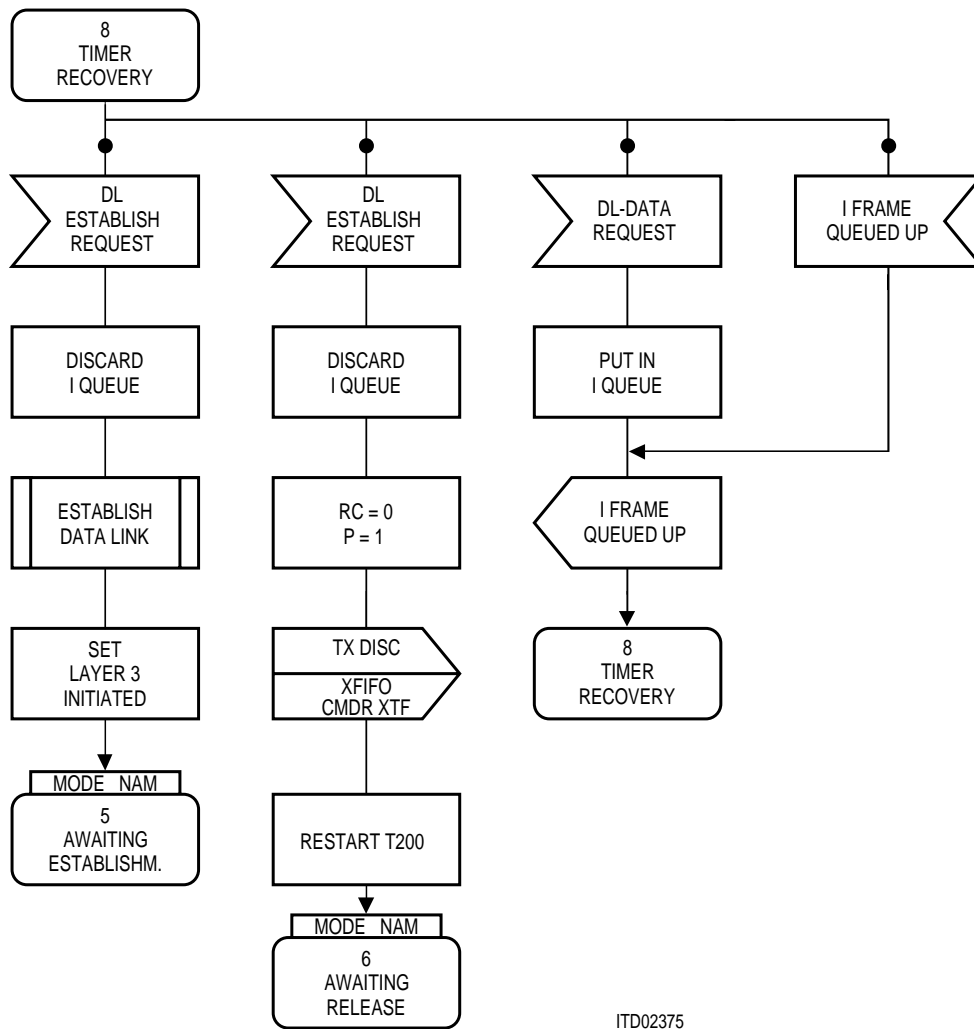 8
TIMER
RECOVERY
DL
ESTABLISH
REQUEST
DL
ESTABLISH
REQUEST
DL-DATA
REQUEST
I FRAME
QUEUED UP
DISCARD
I QUEUE
DISCARD
I QUEUE
PUT IN
I QUEUE
ESTABLISH
DATA LINK
RC = 0
P = 1
I FRAME
QUEUED UP
SET
LAYER 3
INITIATED
TX DISC
XFIFO
CMDR XTF
8
TIMER
RECOVERY
MODE NAM
5
AWAITING
ESTABLISHM.
RESTART T200
MODE NAM
6
AWAITING
RELEASE
ITD02375